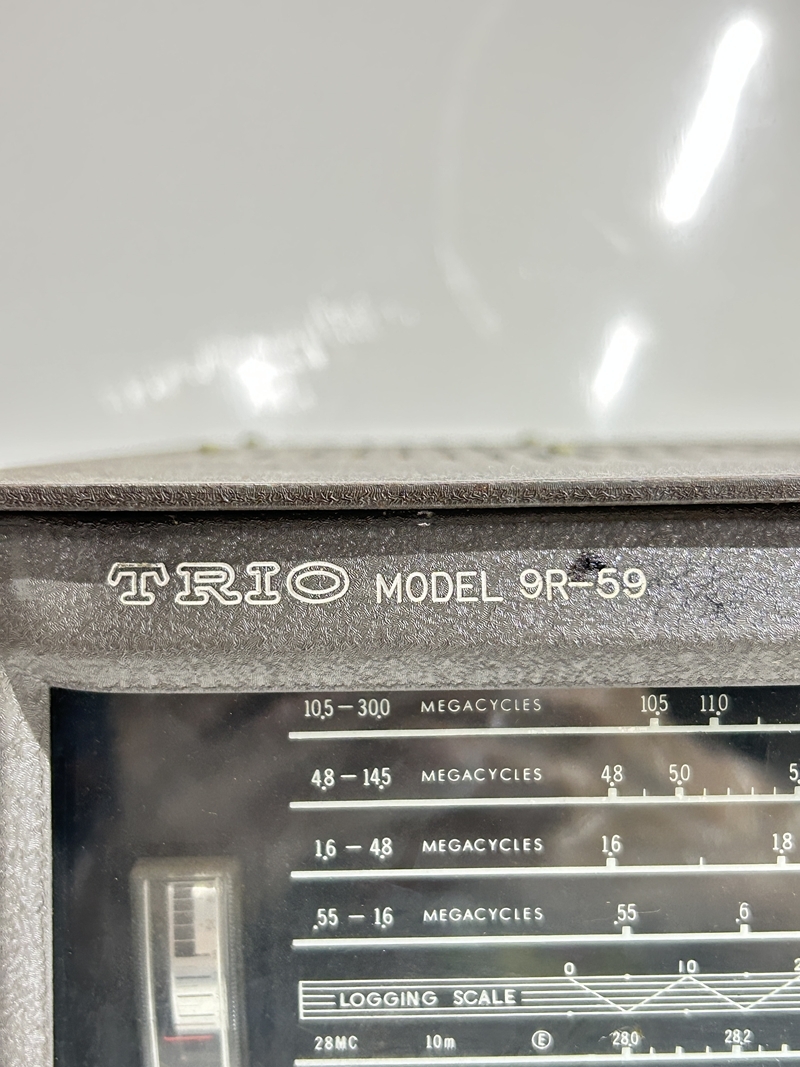 TRIO MODEL 9R-59
10.5 – 30.0 MEGACYCLES 10.5 11.0
4.8 – 14.5 MEGACYCLES 4.8 5.0
1.6 – 4.8 MEGACYCLES 1.6 1.8
.55 – 1.6 MEGACYCLES .55 .6
0 10
LOGGING SCALE
28MC 10m E 28.0 28.2